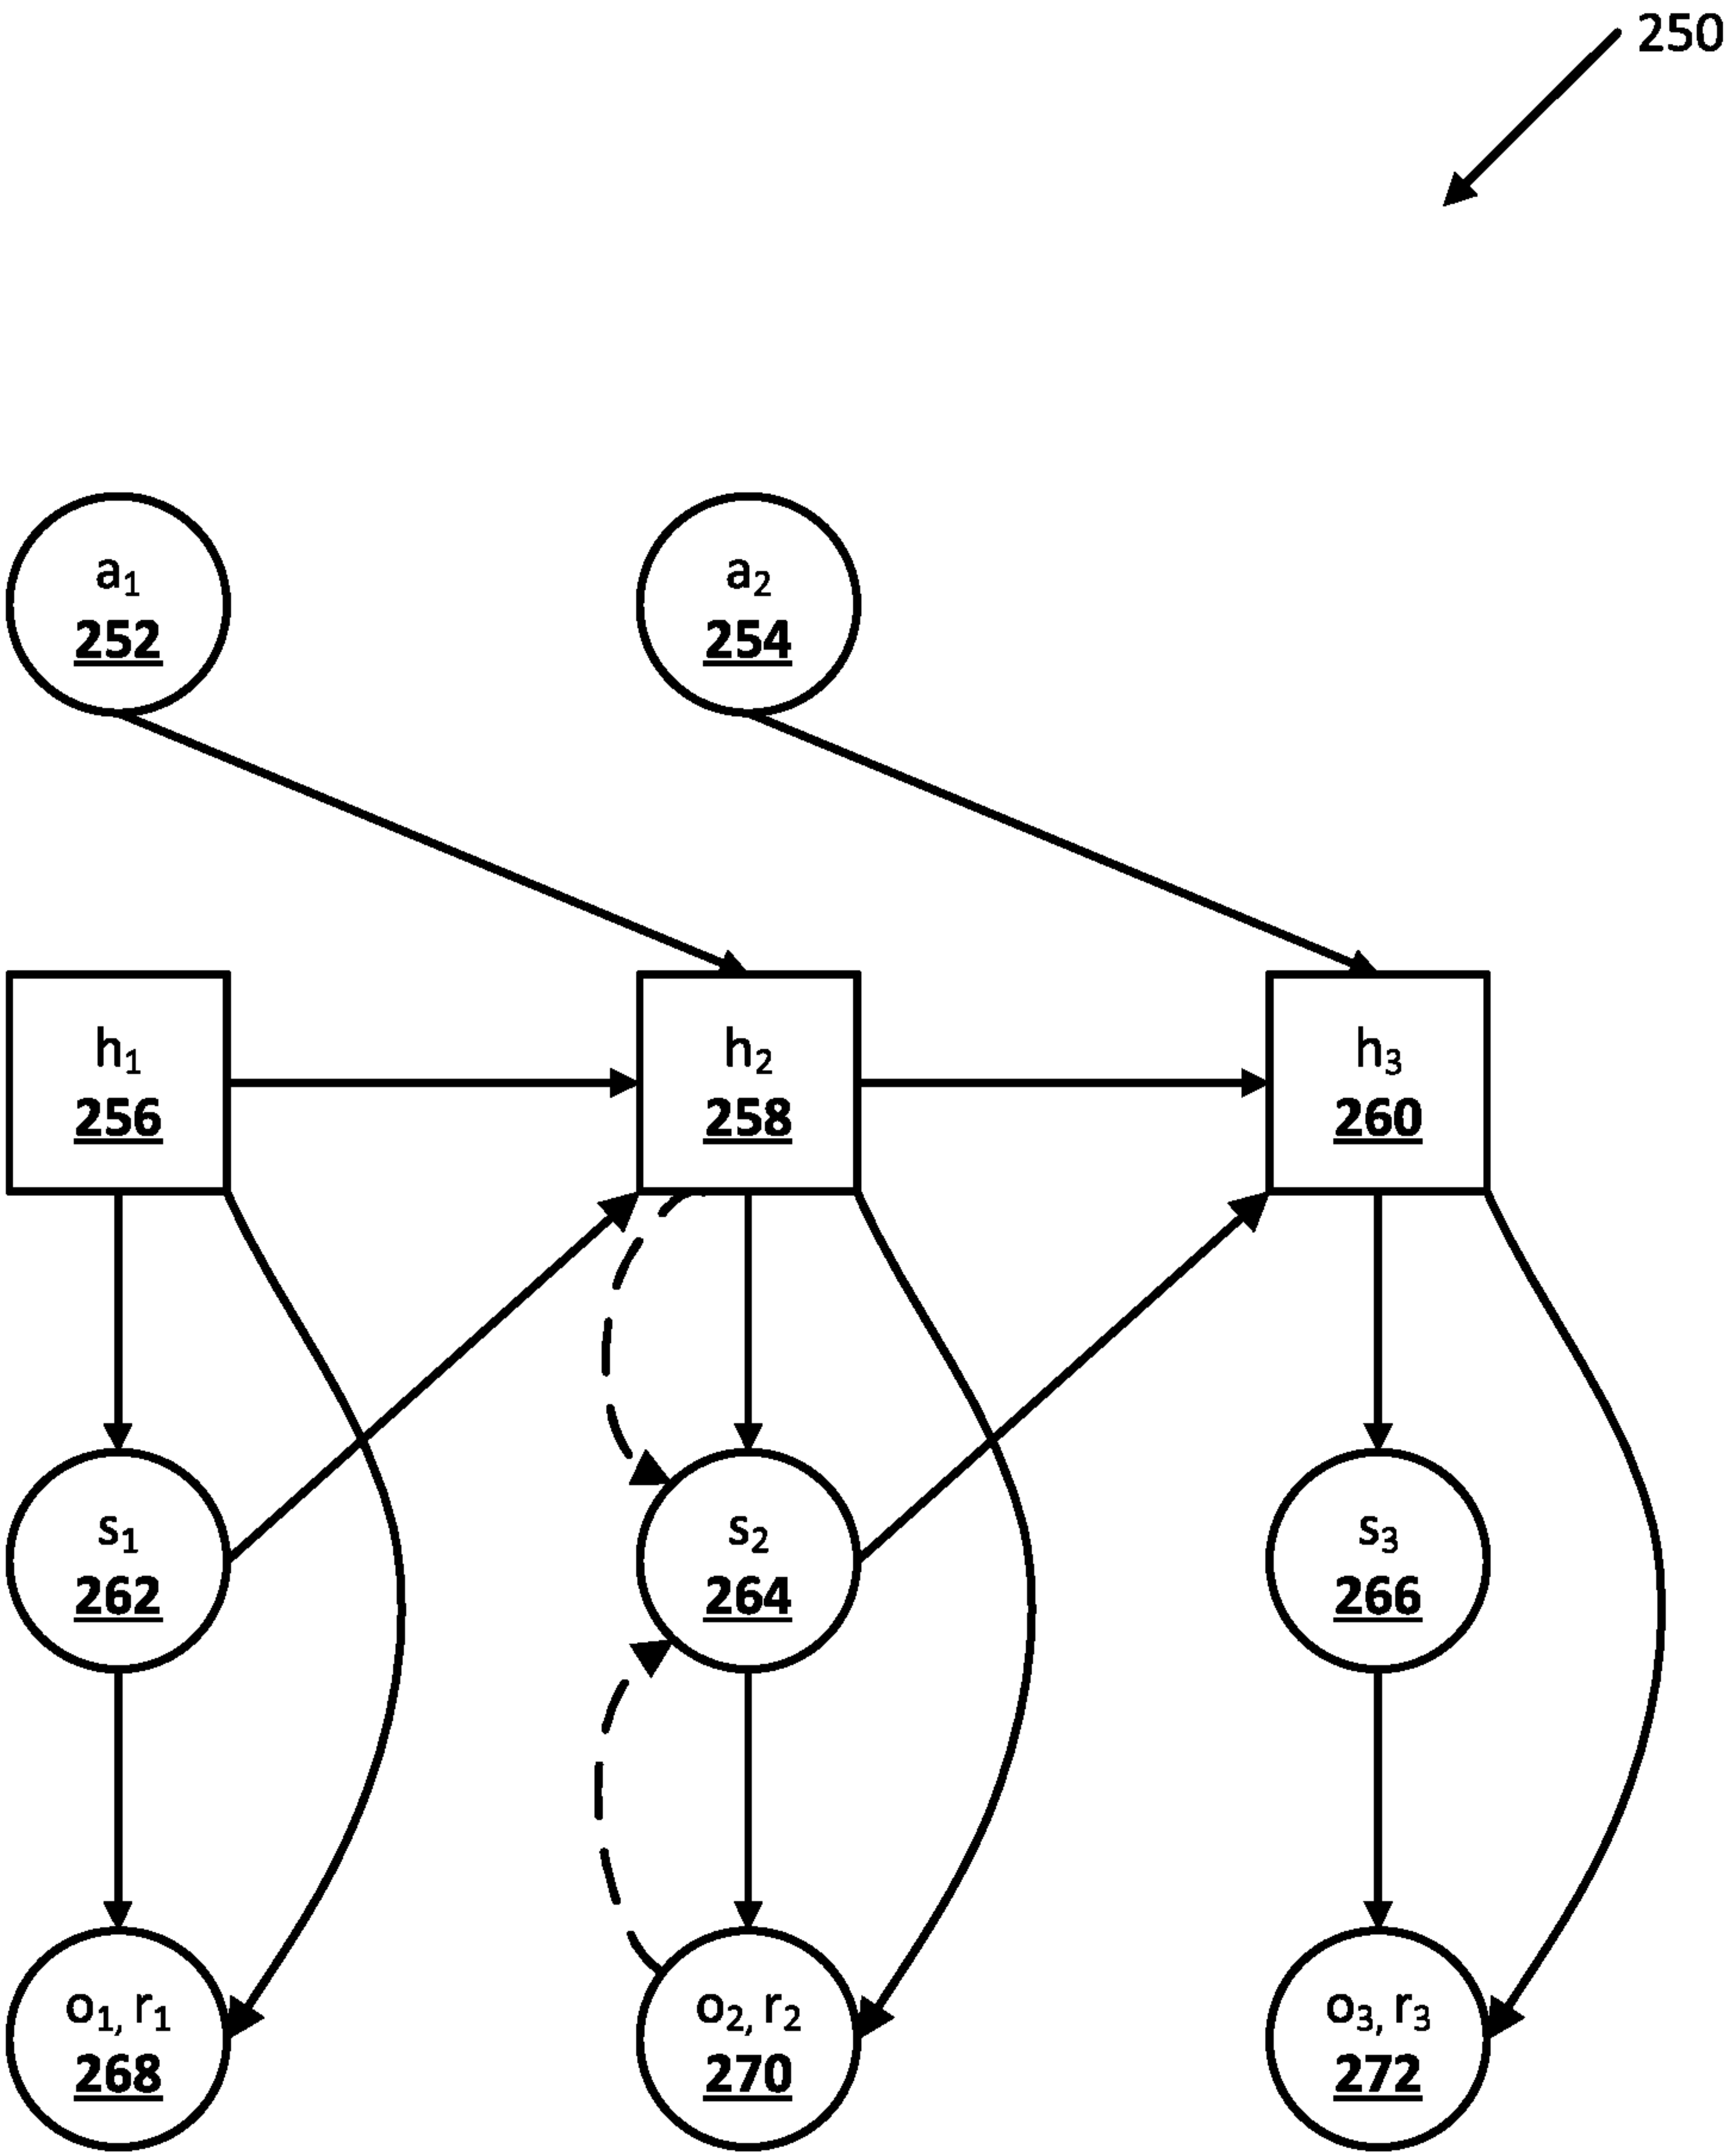 250
a₁
252
a₂
254
h₁
256
h₂
258
h₃
260
s₁
262
s₂
264
s₃
266
o₁, r₁
268
o₂, r₂
270
o₃, r₃
272